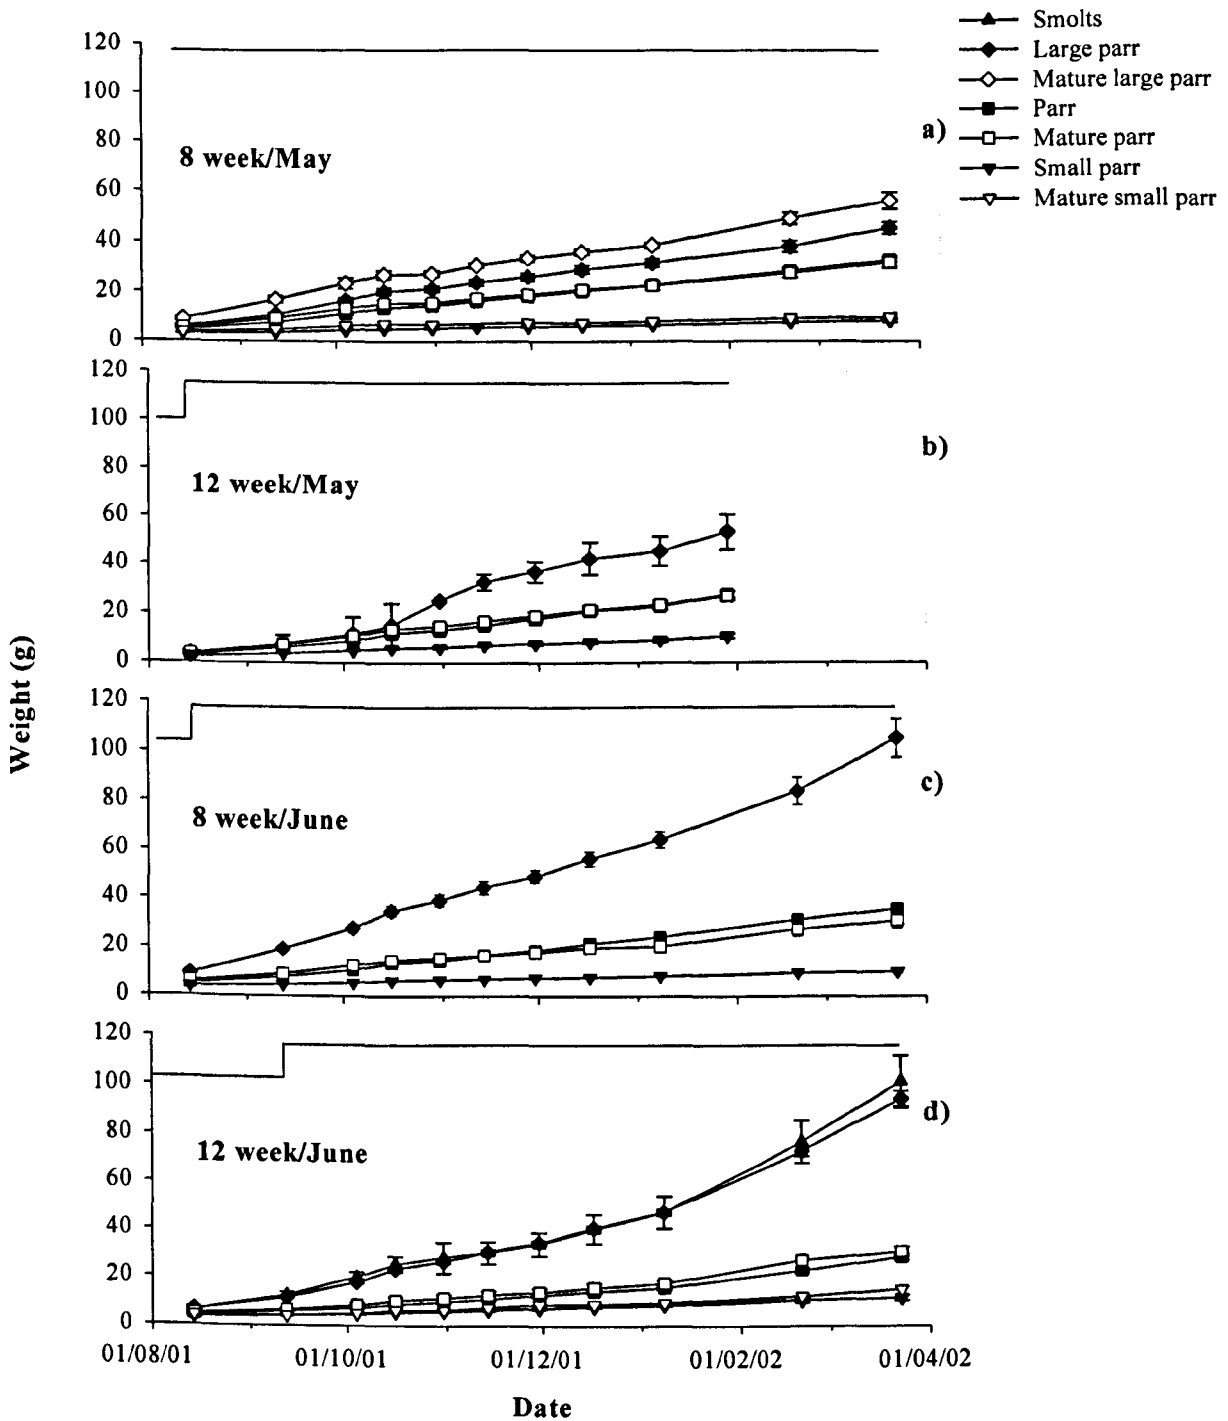 Smolts
Large parr
Mature large parr
Parr
Mature parr
Small parr
Mature small parr
120
100
80
60
40
20
0
8 week/May
a)
120
100
80
60
40
20
0
12 week/May
b)
Weight (g)
120
100
80
60
40
20
0
8 week/June
c)
120
100
80
60
40
20
0
12 week/June
d)
01/08/01 01/10/01 01/12/01 01/02/02 01/04/02
Date